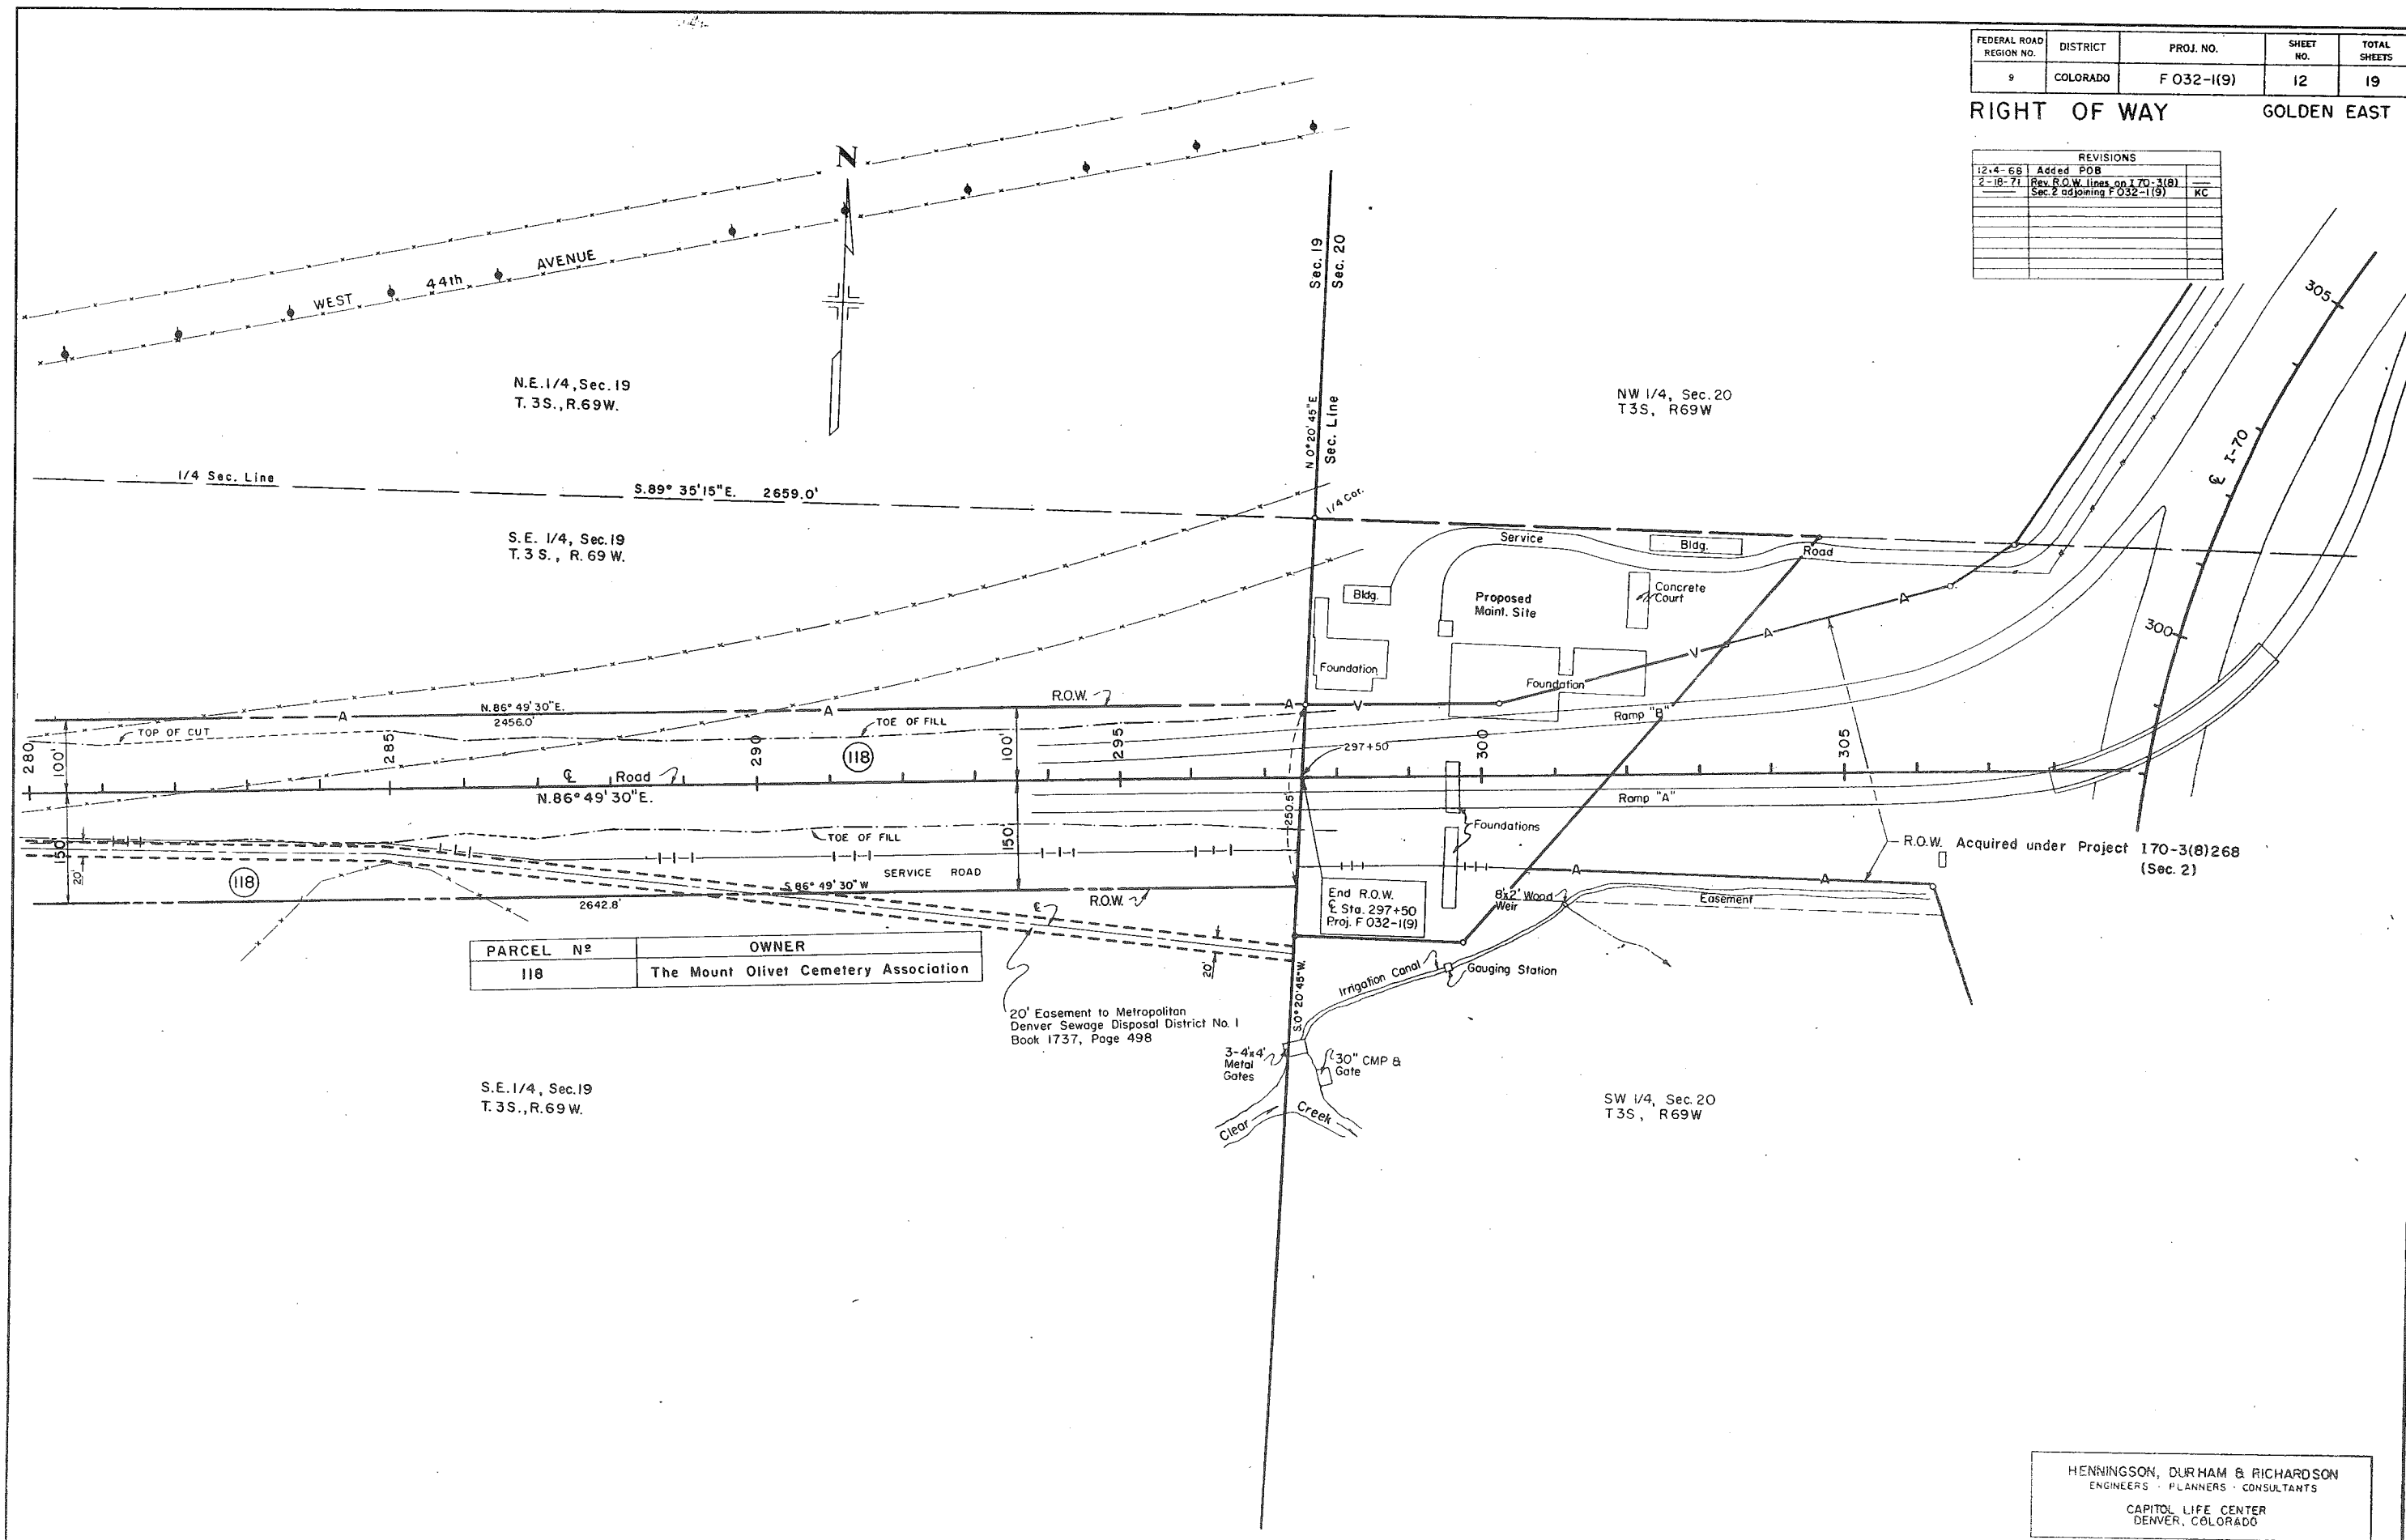 FEDERAL ROAD REGION NO. DISTRICT PROJ. NO. SHEET NO. TOTAL SHEETS
9 COLORADO F 032-1(9) 12 19
RIGHT OF WAY GOLDEN EAST
REVISIONS
12-4-68 Added POB
2-18-71 Rev. R.O.W. lines on I 70-3(8)
Sec. 2 adjoining F 032-1(9) KC
N
WEST 44th AVENUE
Sec. 19
Sec. 20
N.E.1/4, Sec. 19
T. 3S., R.69W.
NW 1/4, Sec. 20
T3S, R69W
N 0° 20' 45" E
Sec. Line
305
℄ I-70
300
1/4 Sec. Line
S.89° 35' 15" E. 2659.0'
1/4 Cor.
S.E. 1/4, Sec. 19
T. 3 S., R. 69 W.
Service
Bldg.
Road
Bldg.
Proposed
Maint. Site
Concrete
Court
Foundation
Foundation
A
A
V
N.86° 49' 30" E.
2456.0'
A
A
R.O.W.
A
V
TOP OF CUT
TOE OF FILL
Ramp "B"
280
100'
285
290
118
100'
295
297+50
300
305
℄ Road
N.86° 49' 30" E.
Ramp "A"
150'
20'
TOE OF FILL
150'
250.5'
Foundations
R.O.W. Acquired under Project I 70-3(8)268
(Sec. 2)
118
SERVICE ROAD
S 86° 49' 30" W
2642.8'
R.O.W.
℄
End R.O.W.
℄ Sta. 297+50
Proj. F 032-1(9)
A
A
8'x2' Wood
Weir
Easement
PARCEL Nº OWNER
118 The Mount Olivet Cemetery Association
20'
S.0° 20' 45" W.
Irrigation Canal
Gauging Station
20' Easement to Metropolitan
Denver Sewage Disposal District No. 1
Book 1737, Page 498
3-4'x4'
Metal
Gates
30" CMP &
Gate
Clear Creek
S.E.1/4, Sec.19
T. 3S., R.69 W.
SW 1/4, Sec. 20
T3S, R69W
HENNINGSON, DURHAM & RICHARDSON
ENGINEERS · PLANNERS · CONSULTANTS
CAPITOL LIFE CENTER
DENVER, COLORADO